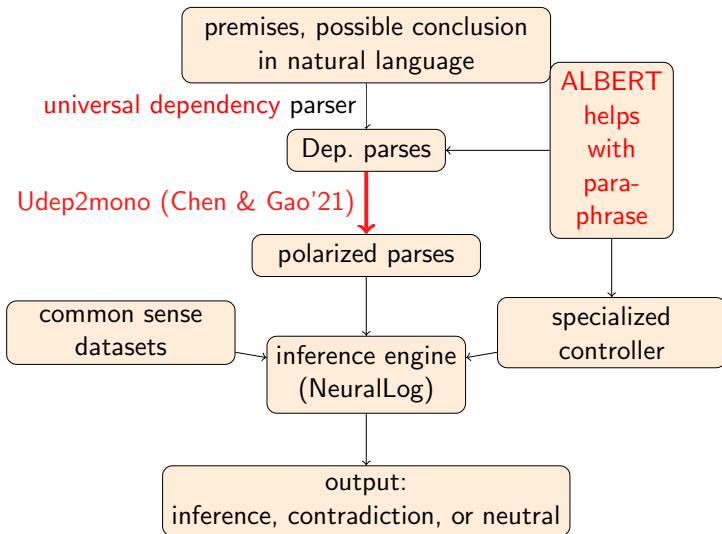 premises, possible conclusion
in natural language
universal dependency parser
ALBERT
helps
with
para-
phrase
Dep. parses
Udep2mono (Chen & Gao'21)
polarized parses
common sense
datasets
inference engine
(NeuralLog)
specialized
controller
output:
inference, contradiction, or neutral